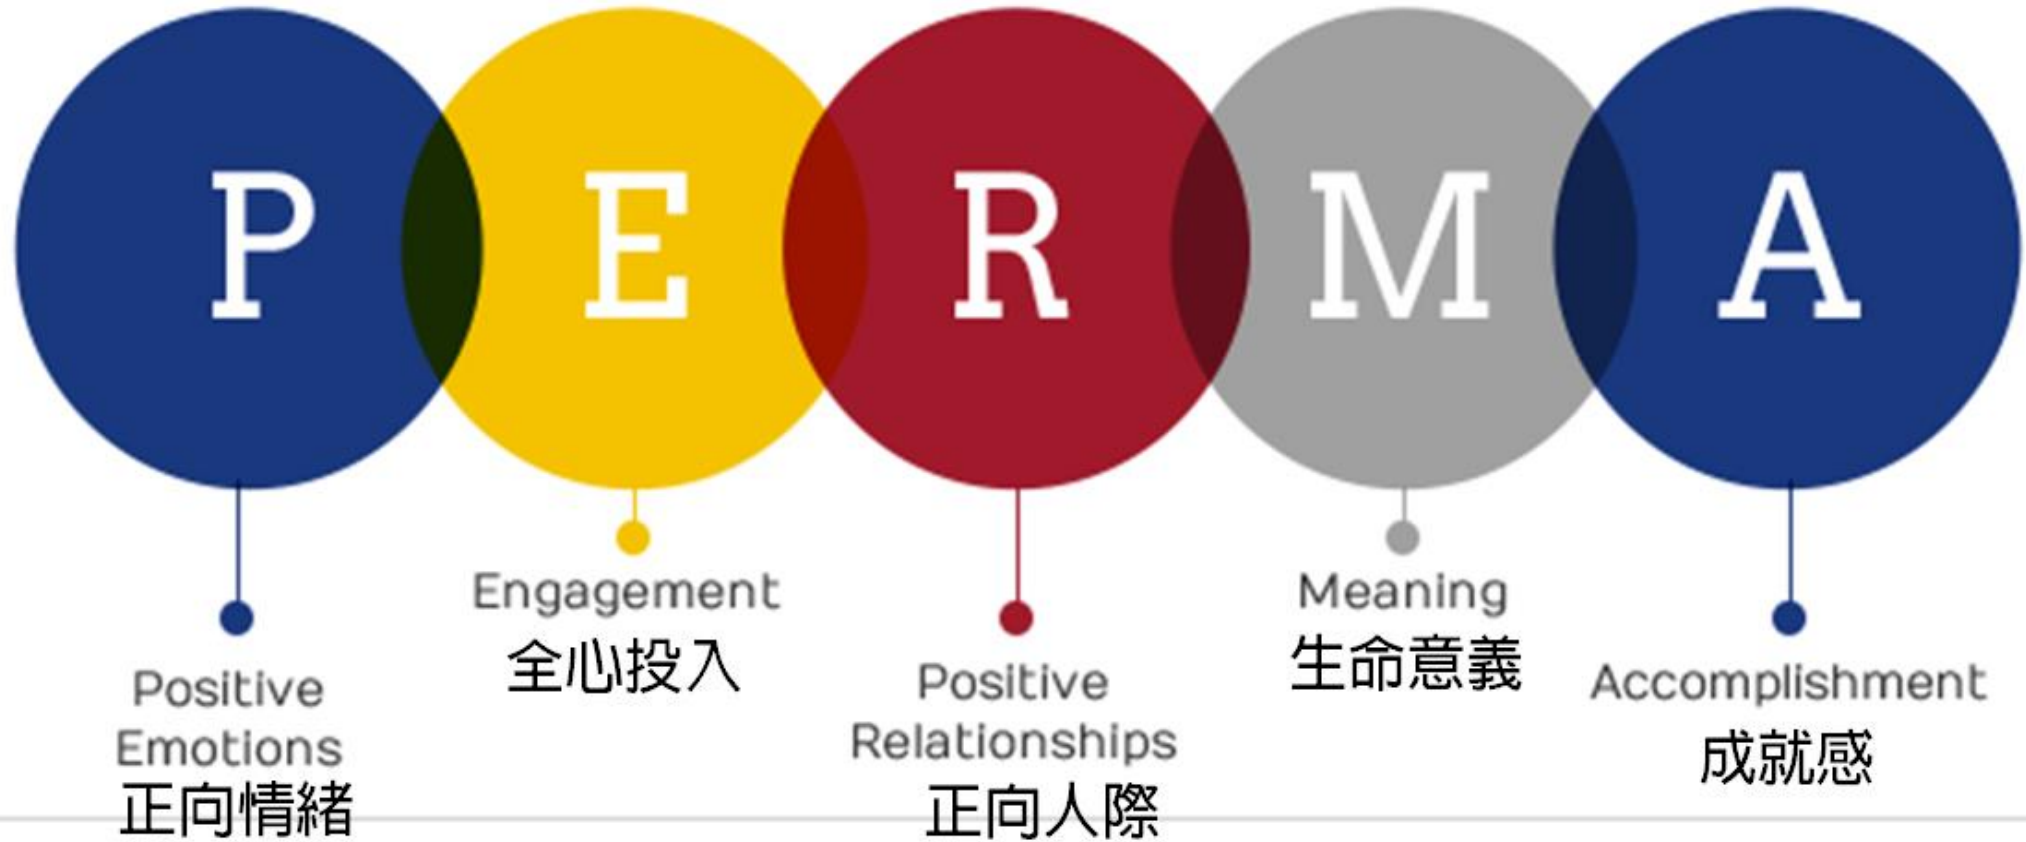 P E R M A
Positive
Emotions
正向情緒
Engagement
全心投入
Positive
Relationships
正向人際
Meaning
生命意義
Accomplishment
成就感